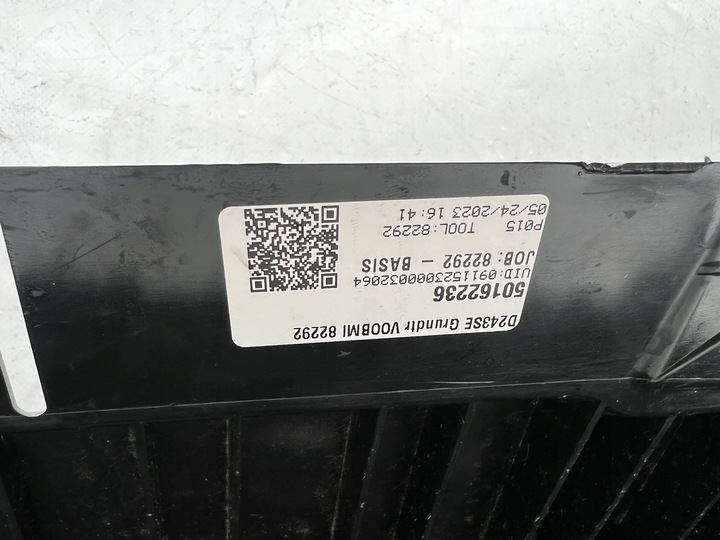 D243SE Grundtr VOOBMI 82292
50162236
UID:0911523000032064
JOB: 82292 - BASIS
P015 TOOL:82292
05/24/2023 16:41